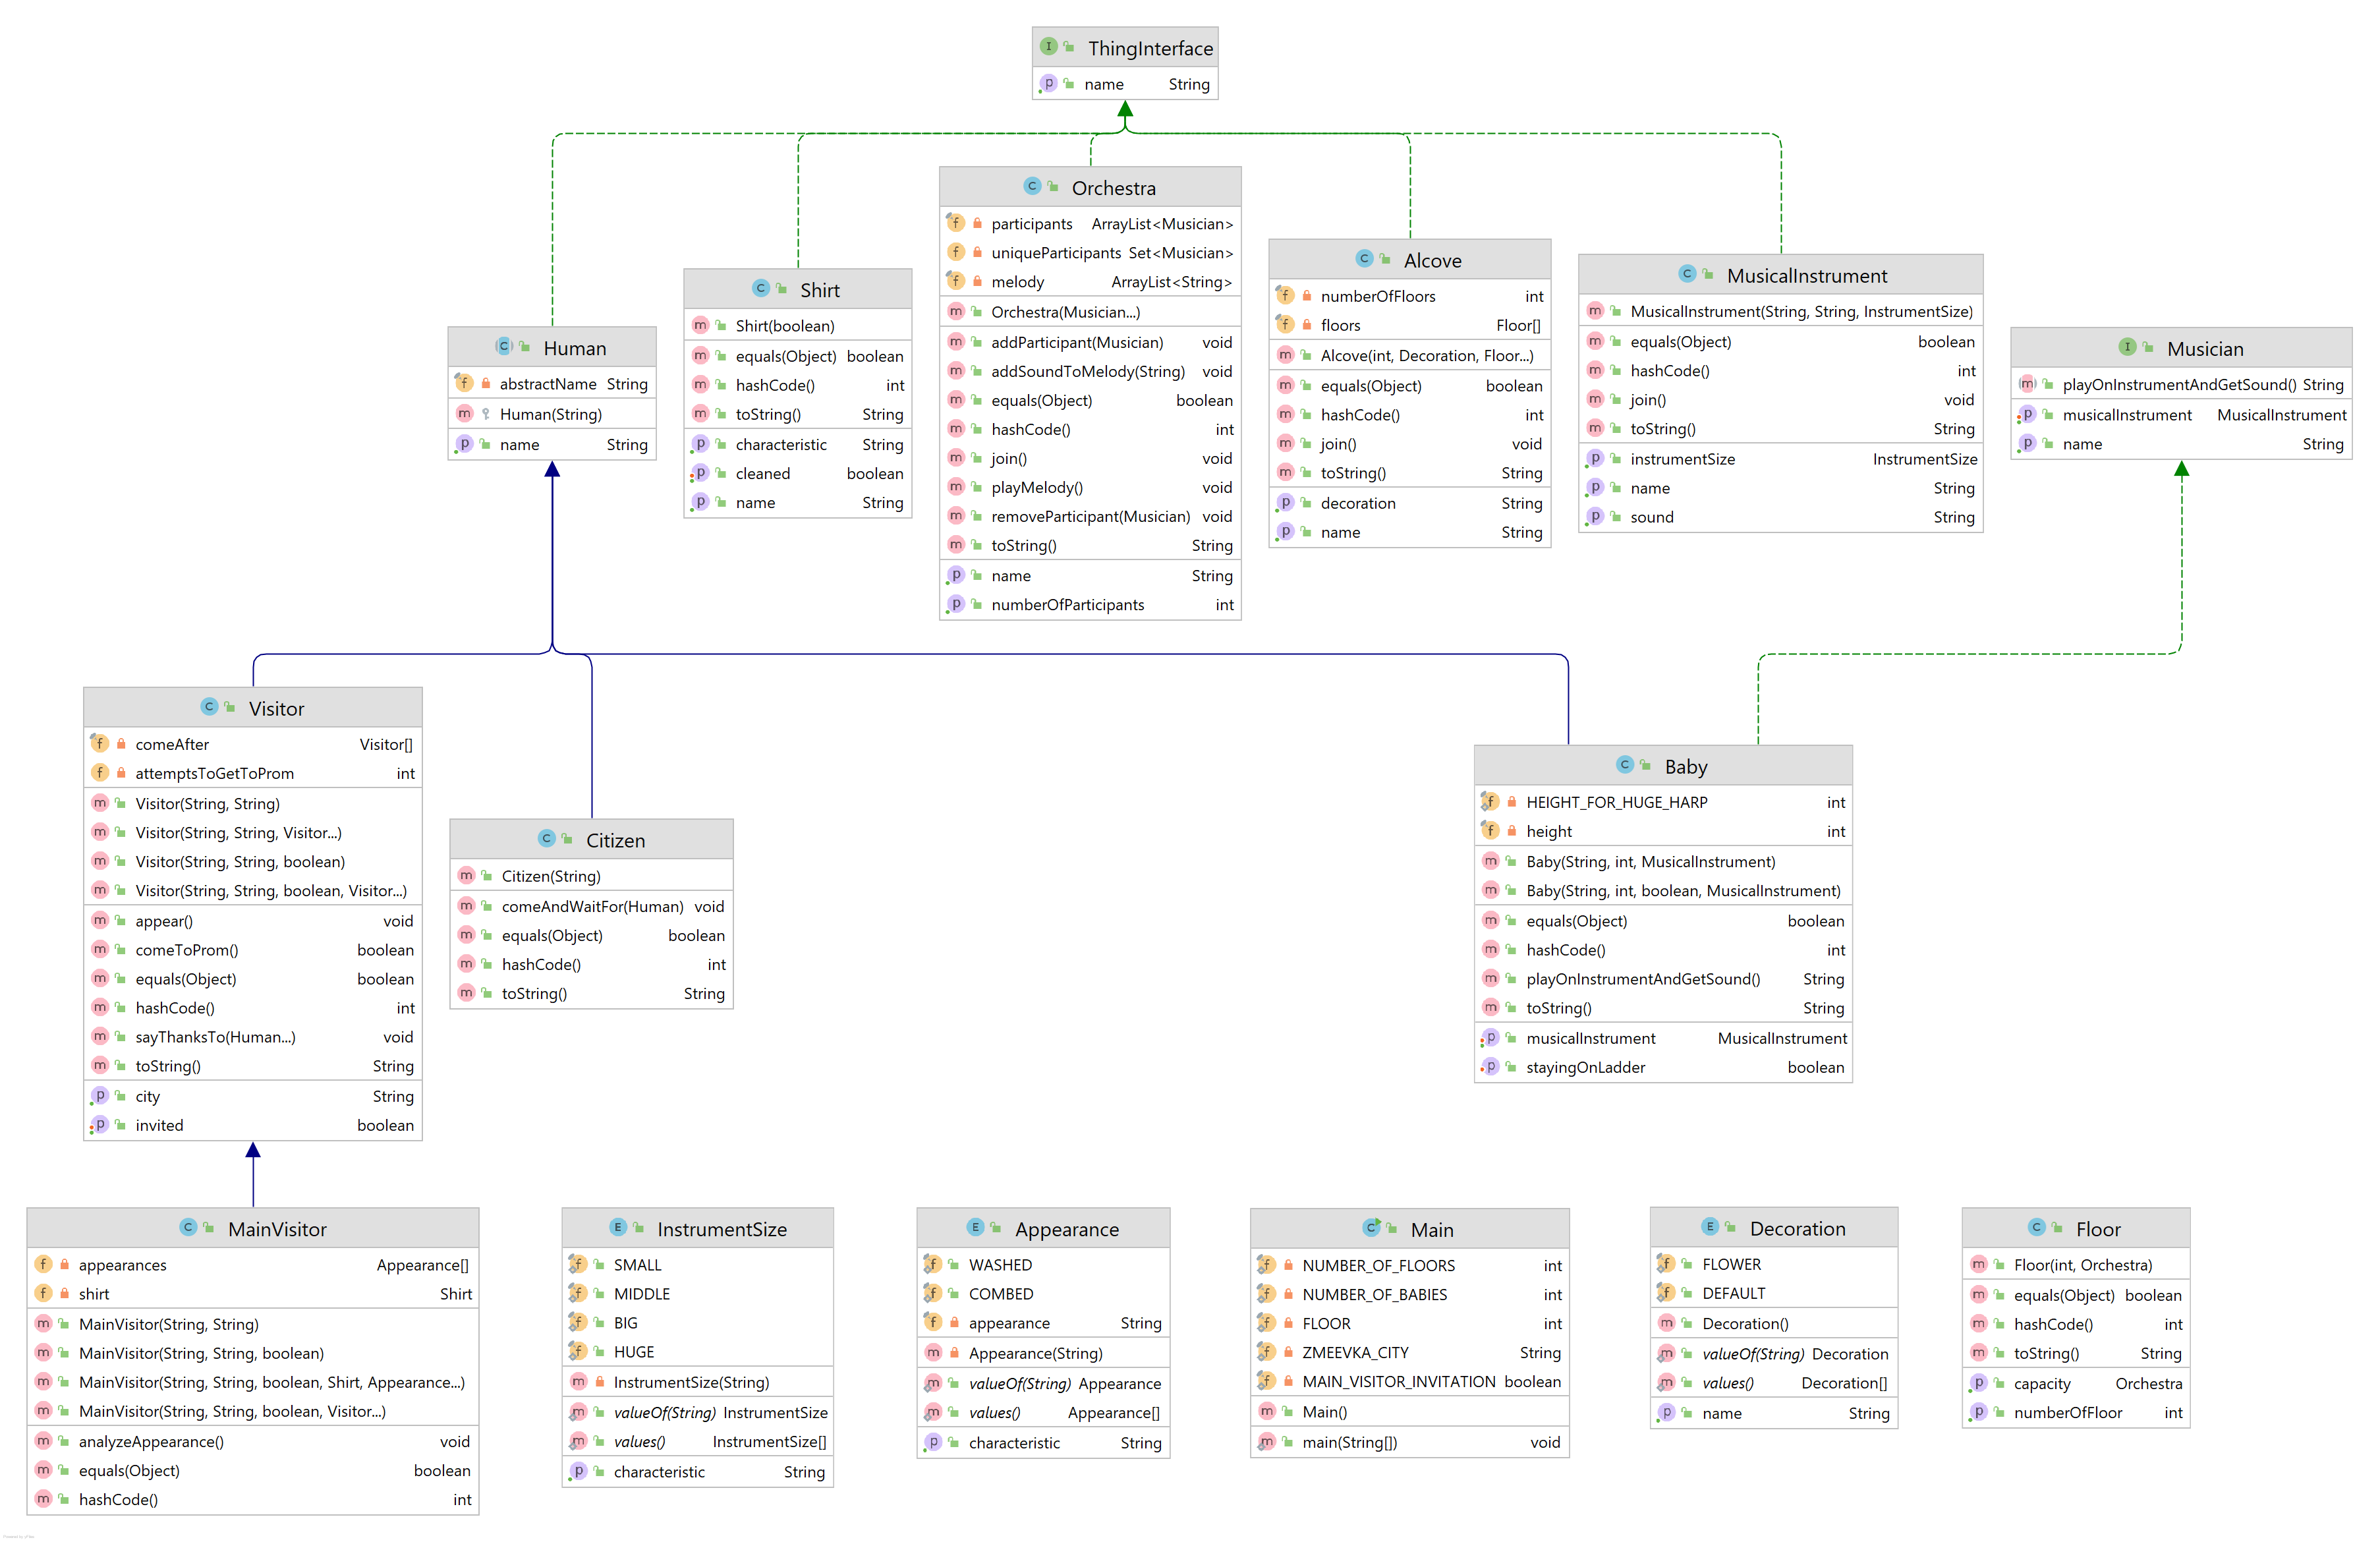 ThingInterface
name String
Human
abstractName String
Human(String)
name String
Shirt
Shirt(boolean)
equals(Object) boolean
hashCode() int
toString() String
characteristic String
cleaned boolean
name String
Orchestra
participants ArrayList<Musician>
uniqueParticipants Set<Musician>
melody ArrayList<String>
Orchestra(Musician...)
addParticipant(Musician) void
addSoundToMelody(String) void
equals(Object) boolean
hashCode() int
join() void
playMelody() void
removeParticipant(Musician) void
toString() String
name String
numberOfParticipants int
Alcove
numberOfFloors int
floors Floor[]
Alcove(int, Decoration, Floor...)
equals(Object) boolean
hashCode() int
join() void
toString() String
decoration String
name String
MusicalInstrument
MusicalInstrument(String, String, InstrumentSize)
equals(Object) boolean
hashCode() int
join() void
toString() String
instrumentSize InstrumentSize
name String
sound String
Musician
playOnInstrumentAndGetSound() String
musicalInstrument MusicalInstrument
name String
Visitor
comeAfter Visitor[]
attemptsToGetToProm int
Visitor(String, String)
Visitor(String, String, Visitor...)
Visitor(String, String, boolean)
Visitor(String, String, boolean, Visitor...)
appear() void
comeToProm() boolean
equals(Object) boolean
hashCode() int
sayThanksTo(Human...) void
toString() String
city String
invited boolean
Citizen
Citizen(String)
comeAndWaitFor(Human) void
equals(Object) boolean
hashCode() int
toString() String
Baby
HEIGHT_FOR_HUGE_HARP int
height int
Baby(String, int, MusicalInstrument)
Baby(String, int, boolean, MusicalInstrument)
equals(Object) boolean
hashCode() int
playOnInstrumentAndGetSound() String
toString() String
musicalInstrument MusicalInstrument
stayingOnLadder boolean
MainVisitor
appearances Appearance[]
shirt Shirt
MainVisitor(String, String)
MainVisitor(String, String, boolean)
MainVisitor(String, String, boolean, Shirt, Appearance...)
MainVisitor(String, String, boolean, Visitor...)
analyzeAppearance() void
equals(Object) boolean
hashCode() int
InstrumentSize
SMALL
MIDDLE
BIG
HUGE
InstrumentSize(String)
valueOf(String) InstrumentSize
values() InstrumentSize[]
characteristic String
Appearance
WASHED
COMBED
appearance String
Appearance(String)
valueOf(String) Appearance
values() Appearance[]
characteristic String
Main
NUMBER_OF_FLOORS int
NUMBER_OF_BABIES int
FLOOR int
ZMEEVKA_CITY String
MAIN_VISITOR_INVITATION boolean
Main()
main(String[]) void
Decoration
FLOWER
DEFAULT
Decoration()
valueOf(String) Decoration
values() Decoration[]
name String
Floor
Floor(int, Orchestra)
equals(Object) boolean
hashCode() int
toString() String
capacity Orchestra
numberOfFloor int